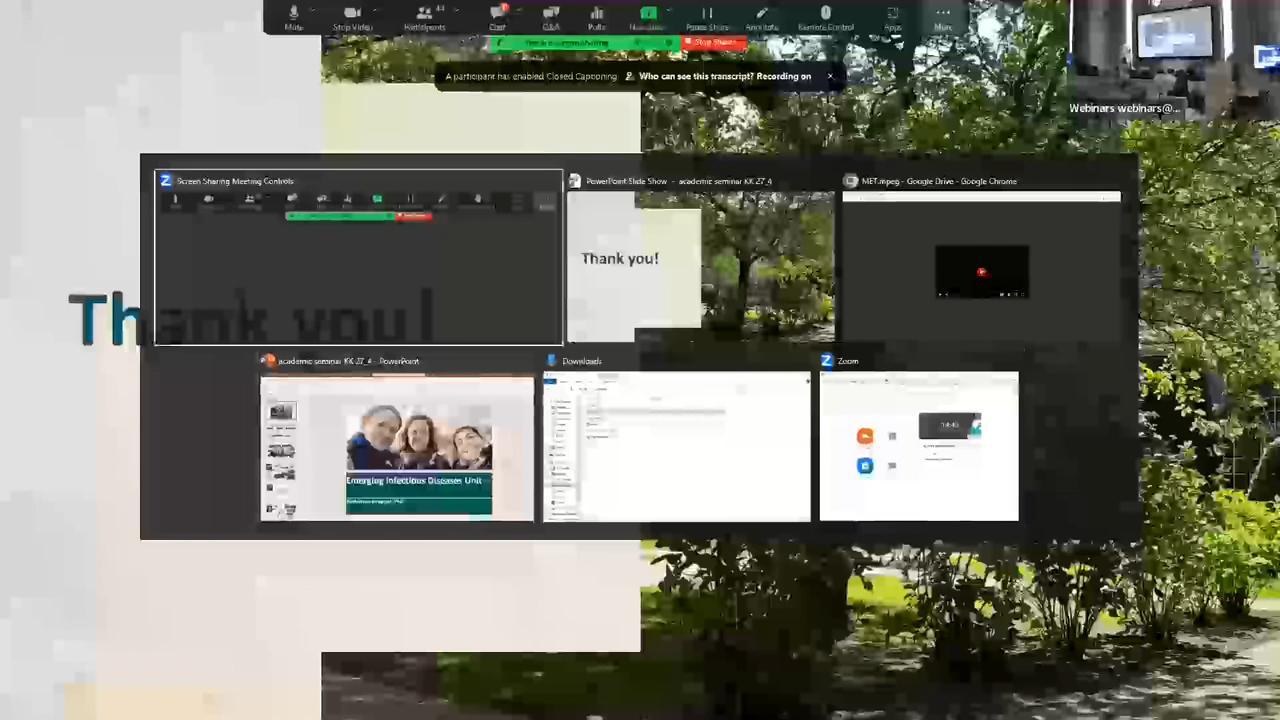 Mute
Stop Video
Participants
44
Chat
Q&A
Polls
Pause Share
Annotate
Remote Control
Apps
More
Stop Share
A participant has enabled Closed Captioning
Who can see this transcript? Recording on
Webinars webinars@...
Screen Sharing Meeting Controls
PowerPoint Slide Show - academic seminar KK 27_4
MET.mpeg - Google Drive - Google Chrome
Thank you!
Thank you!
academic seminar KK 27_4 - PowerPoint
Downloads
Zoom
Emerging Infectious Diseases Unit